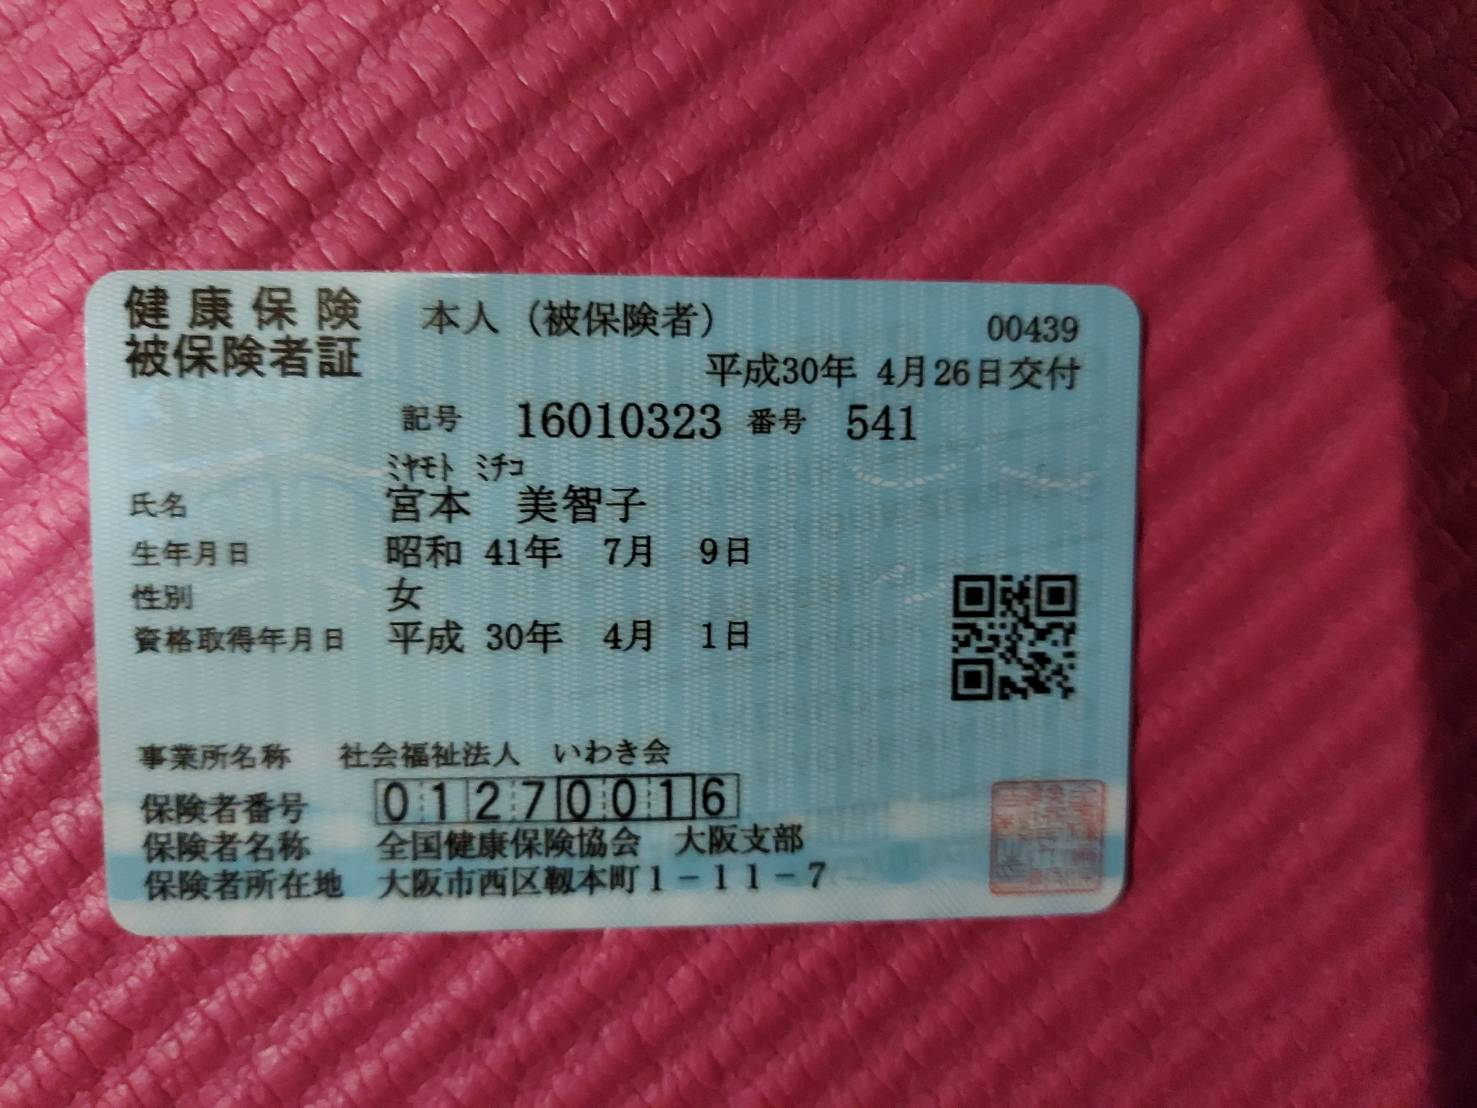 健康保険 本人（被保険者） 00439
被保険者証 平成30年 4月26日交付
記号 16010323 番号 541
ﾐﾔﾓﾄ ﾐﾁｺ
氏名 宮本 美智子
生年月日 昭和 41年 7月 9日
性別 女
資格取得年月日 平成 30年 4月 1日
事業所名称 社会福祉法人 いわき会
保険者番号 01270016
保険者名称 全国健康保険協会 大阪支部
保険者所在地 大阪市西区靱本町1－11－7